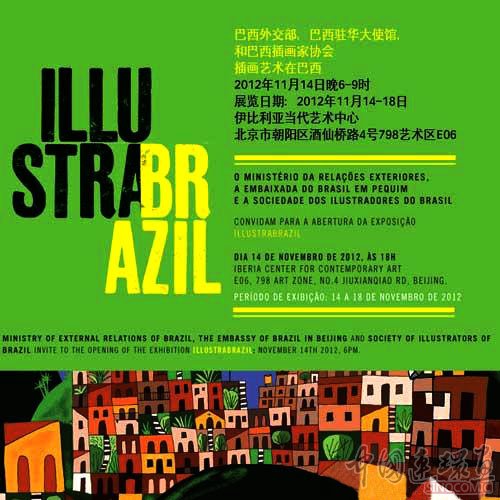 ILLU
STRABR
AZIL
巴西外交部，巴西驻华大使馆，
和巴西插画家协会
插画艺术在巴西
2012年11月14日晚6-9时
展览日期: 2012年11月14-18日
伊比利亚当代艺术中心
北京市朝阳区酒仙桥路4号798艺术区E06
O MINISTÉRIO DA RELAÇÕES EXTERIORES,
A EMBAIXADA DO BRASIL EM PEQUIM
E A SOCIEDADE DOS ILUSTRADORES DO BRASIL
CONVIDAM PARA A ABERTURA DA EXPOSIÇÃO
ILLUSTRABRAZIL
DIA 14 DE NOVEMBRO DE 2012, ÀS 18H
IBERIA CENTER FOR CONTEMPORARY ART
E06, 798 ART ZONE, NO.4 JIUXIANQIAO RD, BEIJING.
PERÍODO DE EXIBIÇÃO: 14 A 18 DE NOVEMBRO DE 2012
MINISTRY OF EXTERNAL RELATIONS OF BRAZIL, THE EMBASSY OF BRAZIL IN BEIJING AND SOCIETY OF ILLUSTRATORS OF
BRAZIL INVITE TO THE OPENING OF THE EXHIBITION ILLUSTRABRAZIL; NOVEMBER 14TH 2012, 6PM.
中国连环画
SINOCOMIC